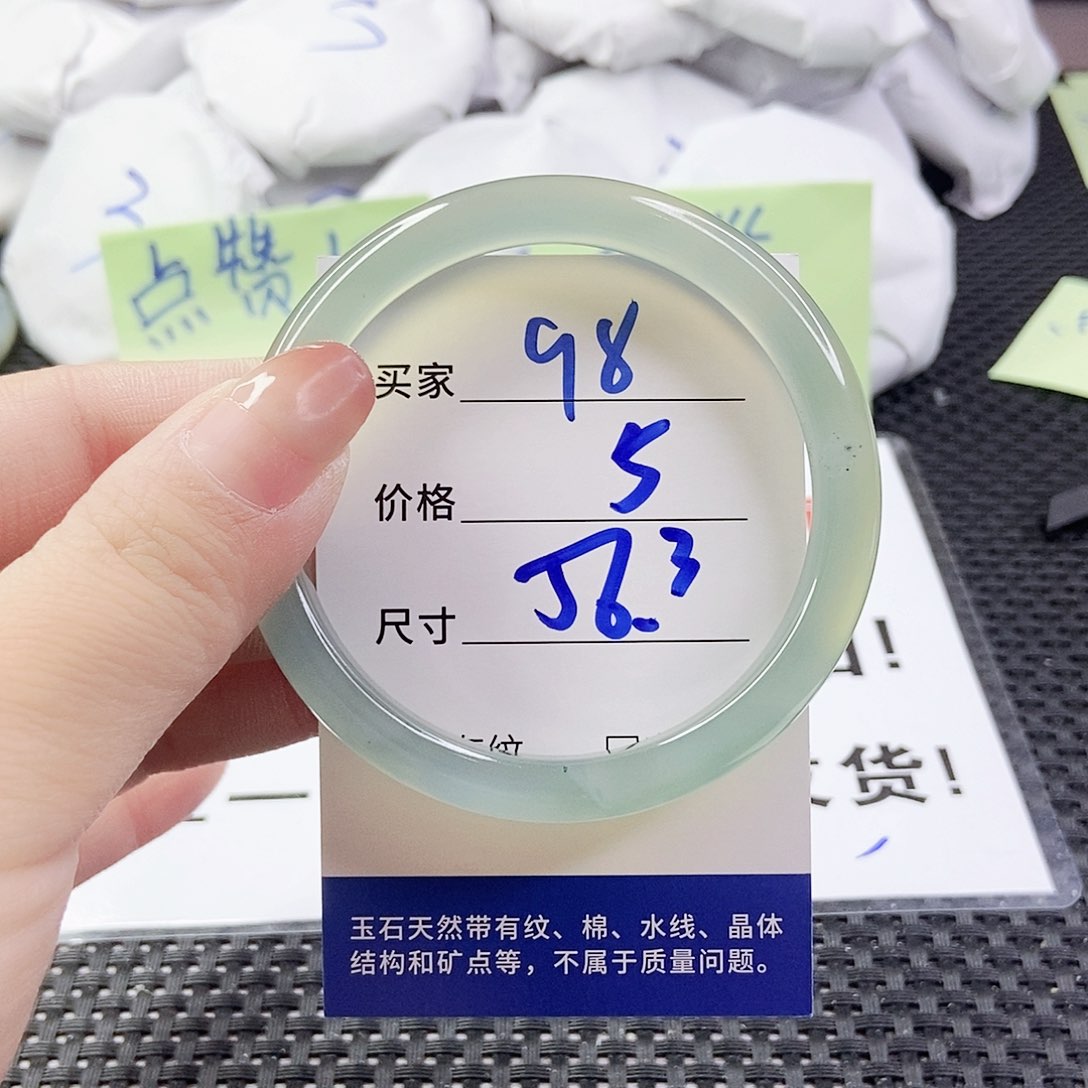 点赞
买家 98
价格 5
尺寸 56.3
有纹
货!
玉石天然带有纹、棉、水线、晶体
结构和矿点等，不属于质量问题。